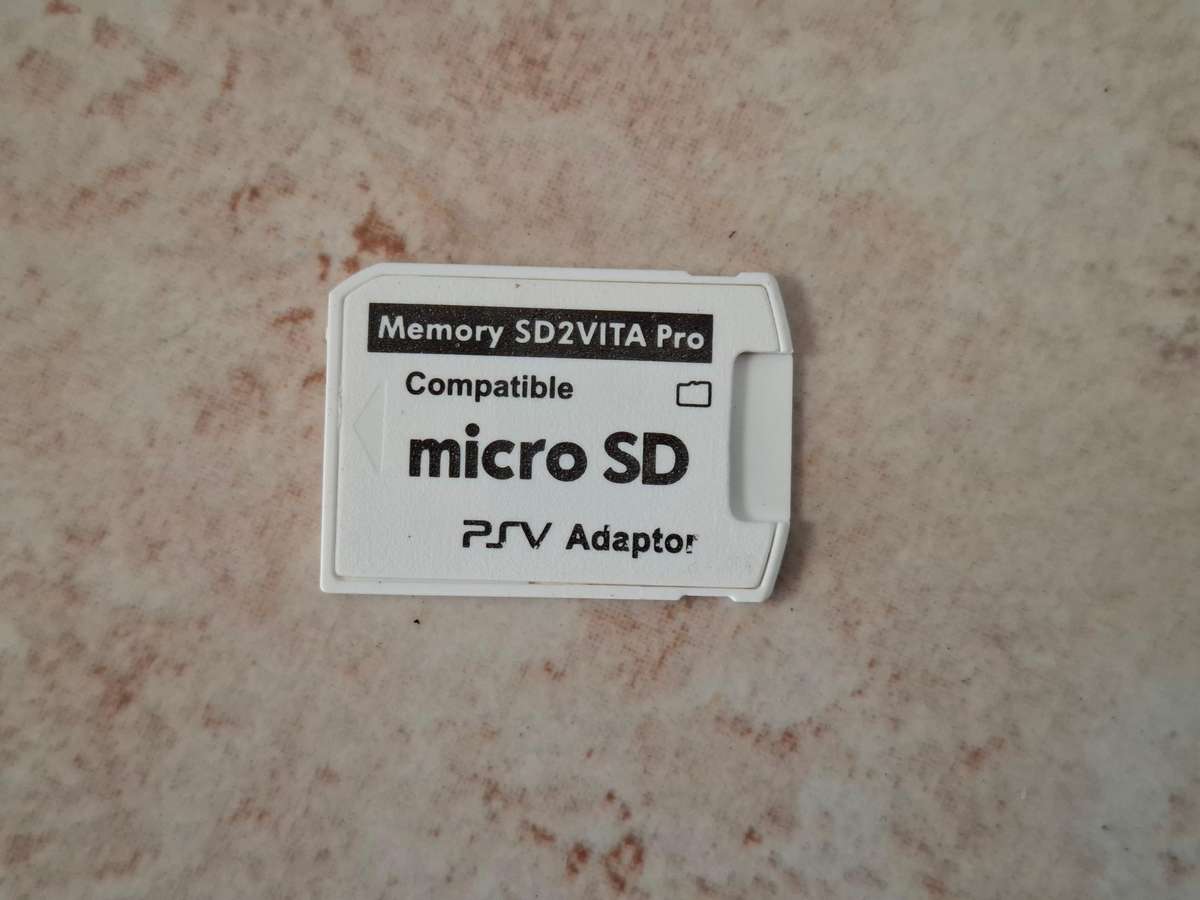 Memory SD2VITA Pro
Compatible
micro SD
PSV Adaptor